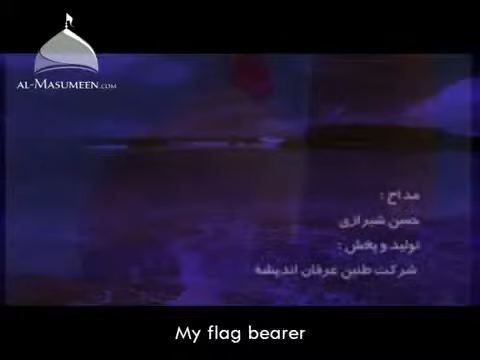 AL-MASUMEEN.COM
مداح :
حسن شیرازی
تولید و پخش :
شرکت طنین عرفان اندیشه
My flag bearer